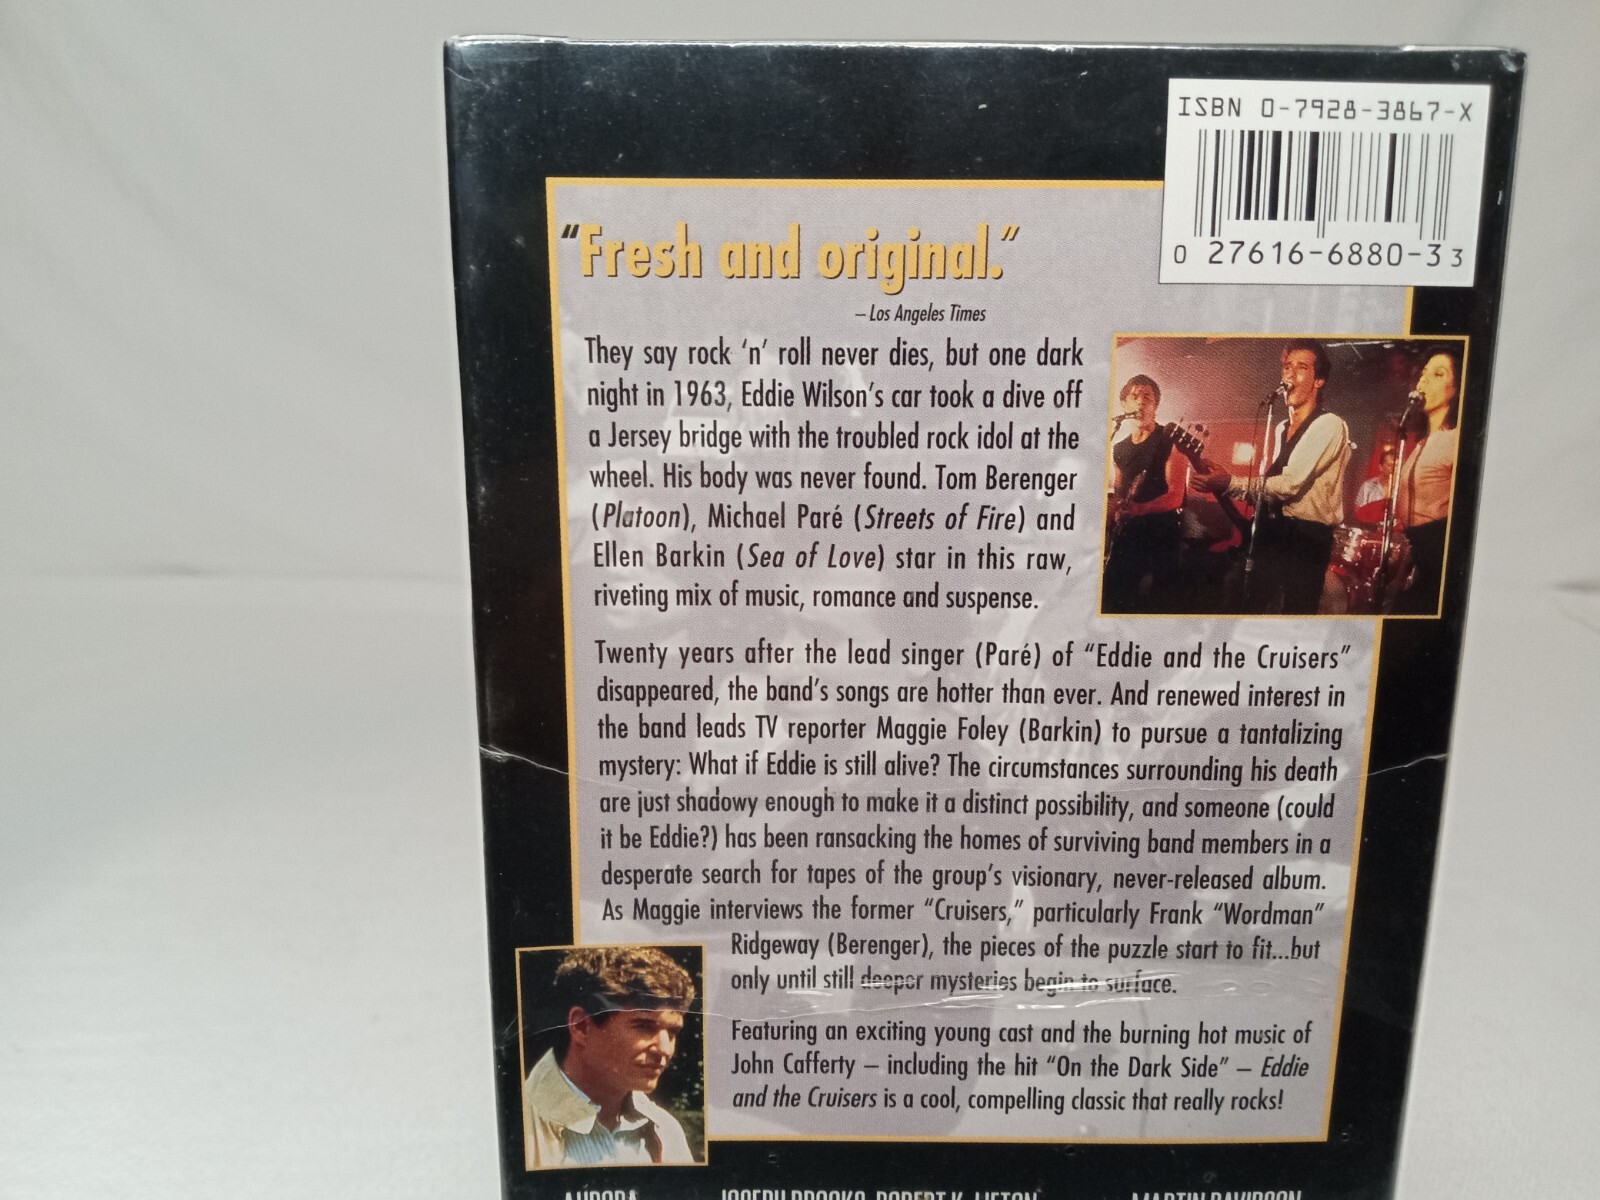 ISBN 0-7928-3867-X
0 27616-6880-3 3
"Fresh and original."
– Los Angeles Times
They say rock 'n' roll never dies, but one dark
night in 1963, Eddie Wilson's car took a dive off
a Jersey bridge with the troubled rock idol at the
wheel. His body was never found. Tom Berenger
(Platoon), Michael Paré (Streets of Fire) and
Ellen Barkin (Sea of Love) star in this raw,
riveting mix of music, romance and suspense.
Twenty years after the lead singer (Paré) of "Eddie and the Cruisers"
disappeared, the band's songs are hotter than ever. And renewed interest in
the band leads TV reporter Maggie Foley (Barkin) to pursue a tantalizing
mystery: What if Eddie is still alive? The circumstances surrounding his death
are just shadowy enough to make it a distinct possibility, and someone (could
it be Eddie?) has been ransacking the homes of surviving band members in a
desperate search for tapes of the group's visionary, never-released album.
As Maggie interviews the former "Cruisers," particularly Frank "Wordman"
Ridgeway (Berenger), the pieces of the puzzle start to fit...but
only until still deeper mysteries begin to surface.
Featuring an exciting young cast and the burning hot music of
John Cafferty – including the hit "On the Dark Side" – Eddie
and the Cruisers is a cool, compelling classic that really rocks!
AURORA JOSEPH BROOKS ROBERT K. LIFTON MARTIN DAVIDSON